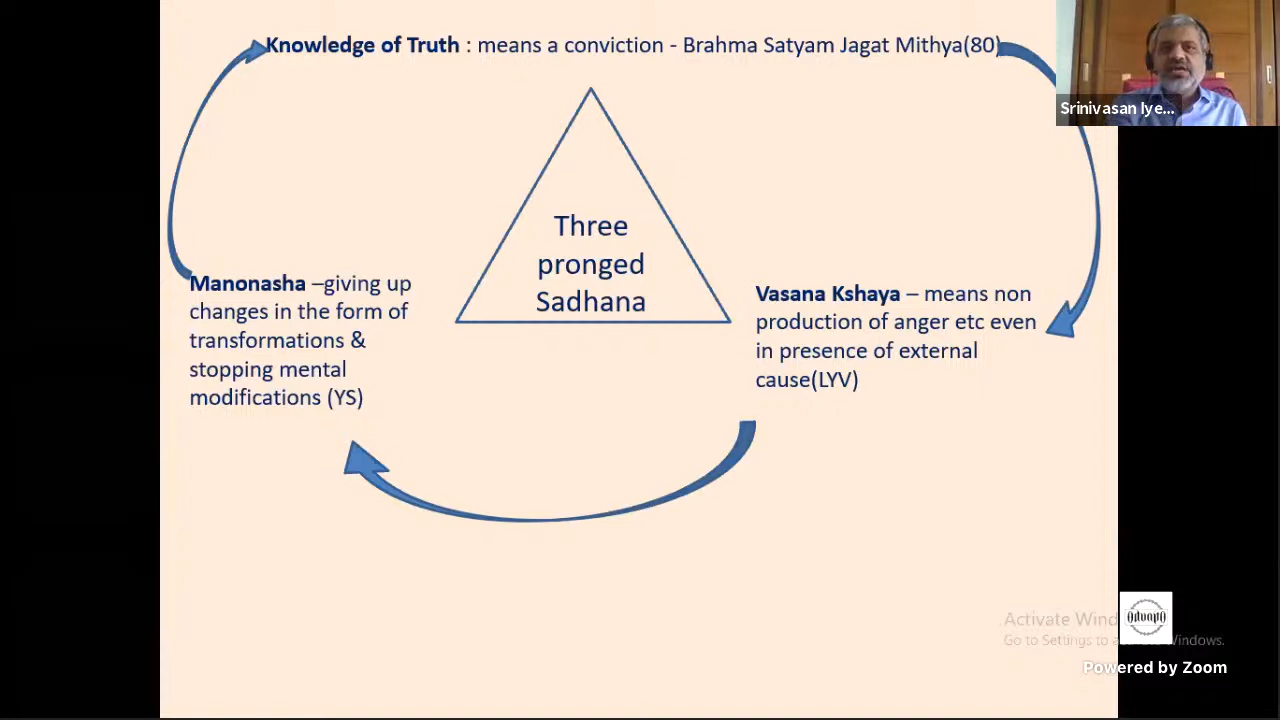 Knowledge of Truth : means a conviction - Brahma Satyam Jagat Mithya(80)
Srinivasan Iye...
Three
pronged
Sadhana
Manonasha –giving up
changes in the form of
transformations &
stopping mental
modifications (YS)
Vasana Kshaya – means non
production of anger etc even
in presence of external
cause(LYV)
Activate Wind
Go to Settings to a
Windows.
Powered by Zoom